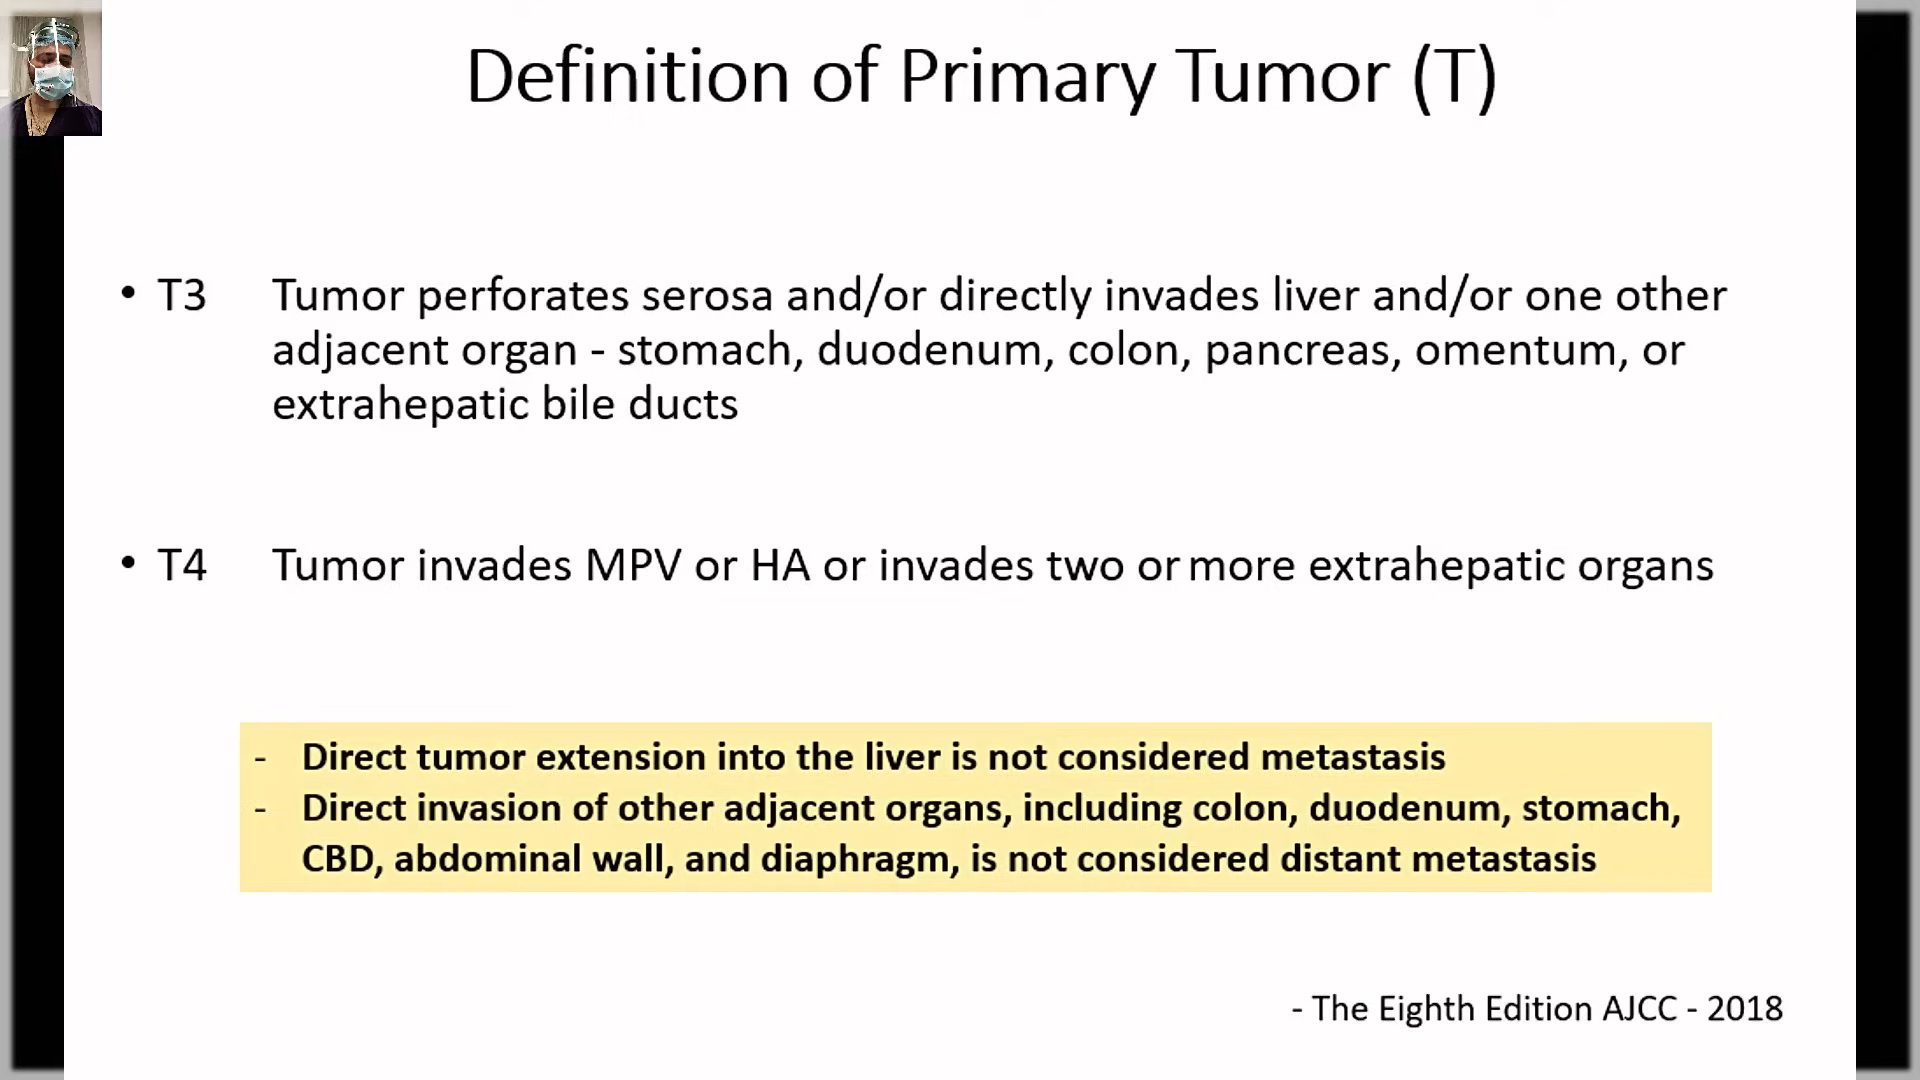 Definition of Primary Tumor (T)
• T3 Tumor perforates serosa and/or directly invades liver and/or one other
adjacent organ - stomach, duodenum, colon, pancreas, omentum, or
extrahepatic bile ducts
• T4 Tumor invades MPV or HA or invades two or more extrahepatic organs
- Direct tumor extension into the liver is not considered metastasis
- Direct invasion of other adjacent organs, including colon, duodenum, stomach,
CBD, abdominal wall, and diaphragm, is not considered distant metastasis
- The Eighth Edition AJCC - 2018